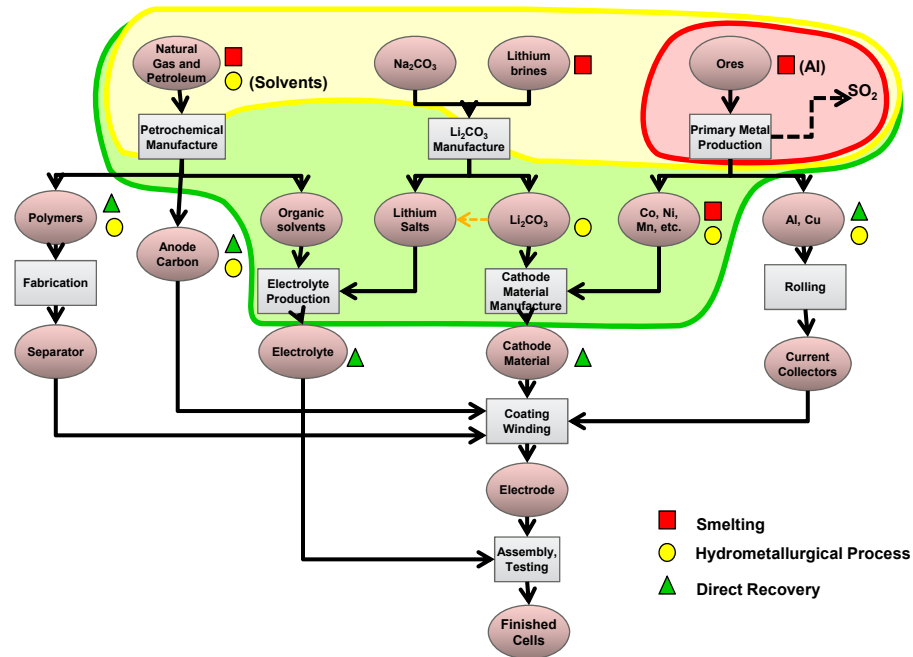 Natural
Gas and
Petroleum
(Solvents)
Na₂CO₃
Lithium
brines
Ores
(Al)
SO₂
Petrochemical
Manufacture
Li₂CO₃
Manufacture
Primary Metal
Production
Polymers
Anode
Carbon
Organic
solvents
Lithium
Salts
Li₂CO₃
Co, Ni,
Mn, etc.
Al, Cu
Fabrication
Electrolyte
Production
Cathode
Material
Manufacture
Rolling
Separator
Electrolyte
Cathode
Material
Current
Collectors
Coating
Winding
Electrode
Assembly,
Testing
Finished
Cells
Smelting
Hydrometallurgical Process
Direct Recovery